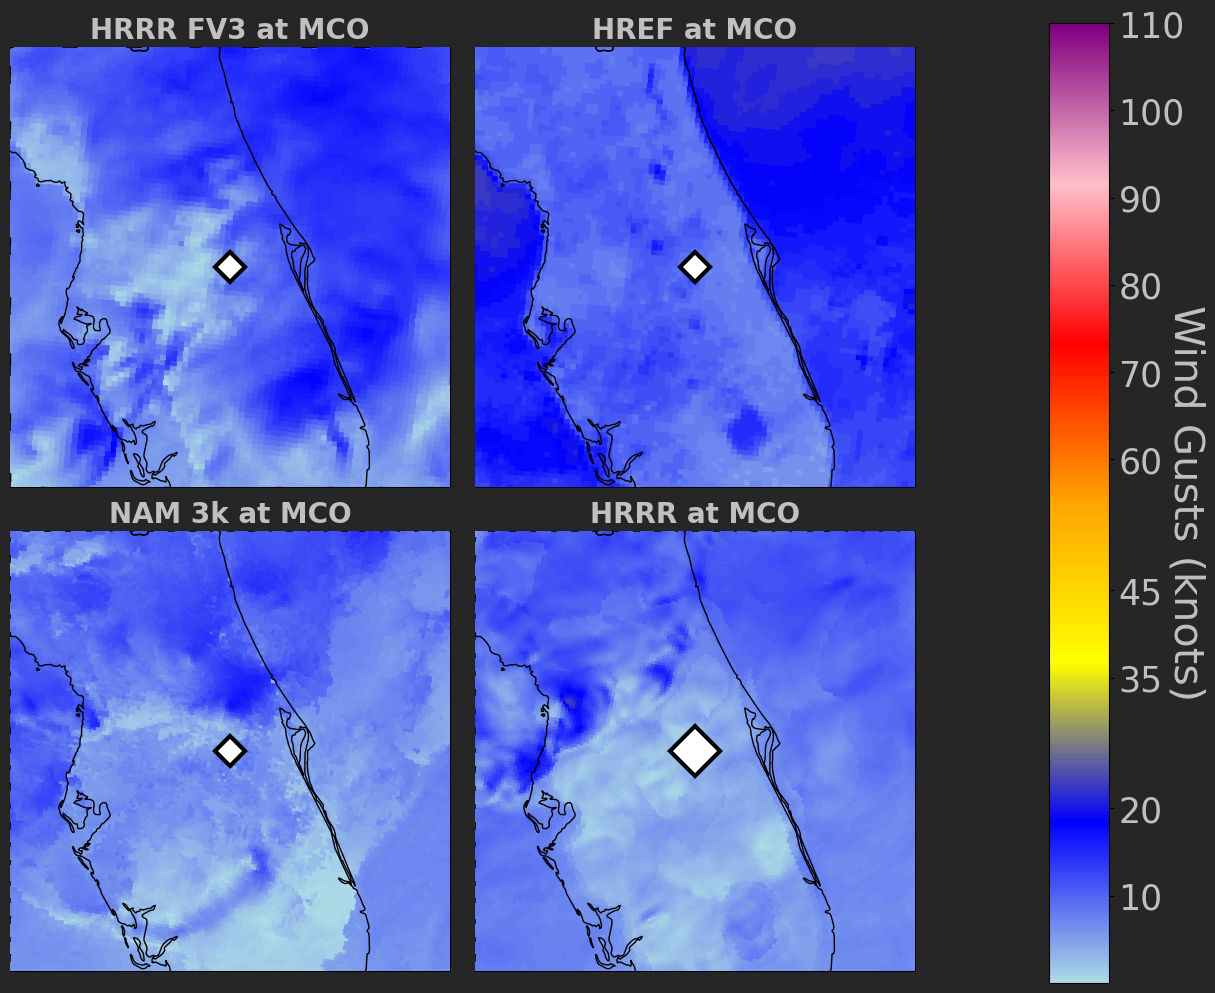 HRRR FV3 at MCO
HREF at MCO
NAM 3k at MCO
HRRR at MCO
110
100
90
80
70
60
45
35
20
10
Wind Gusts (knots)